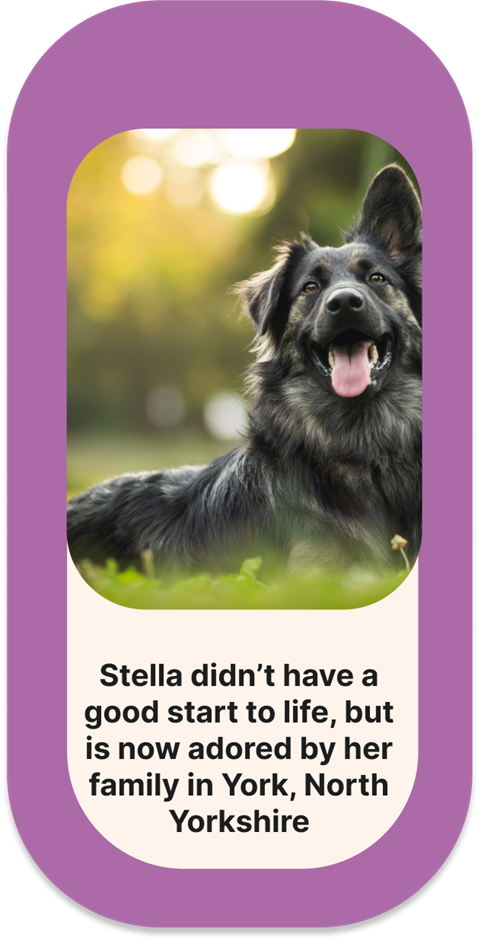 Stella didn’t have a
good start to life, but
is now adored by her
family in York, North
Yorkshire